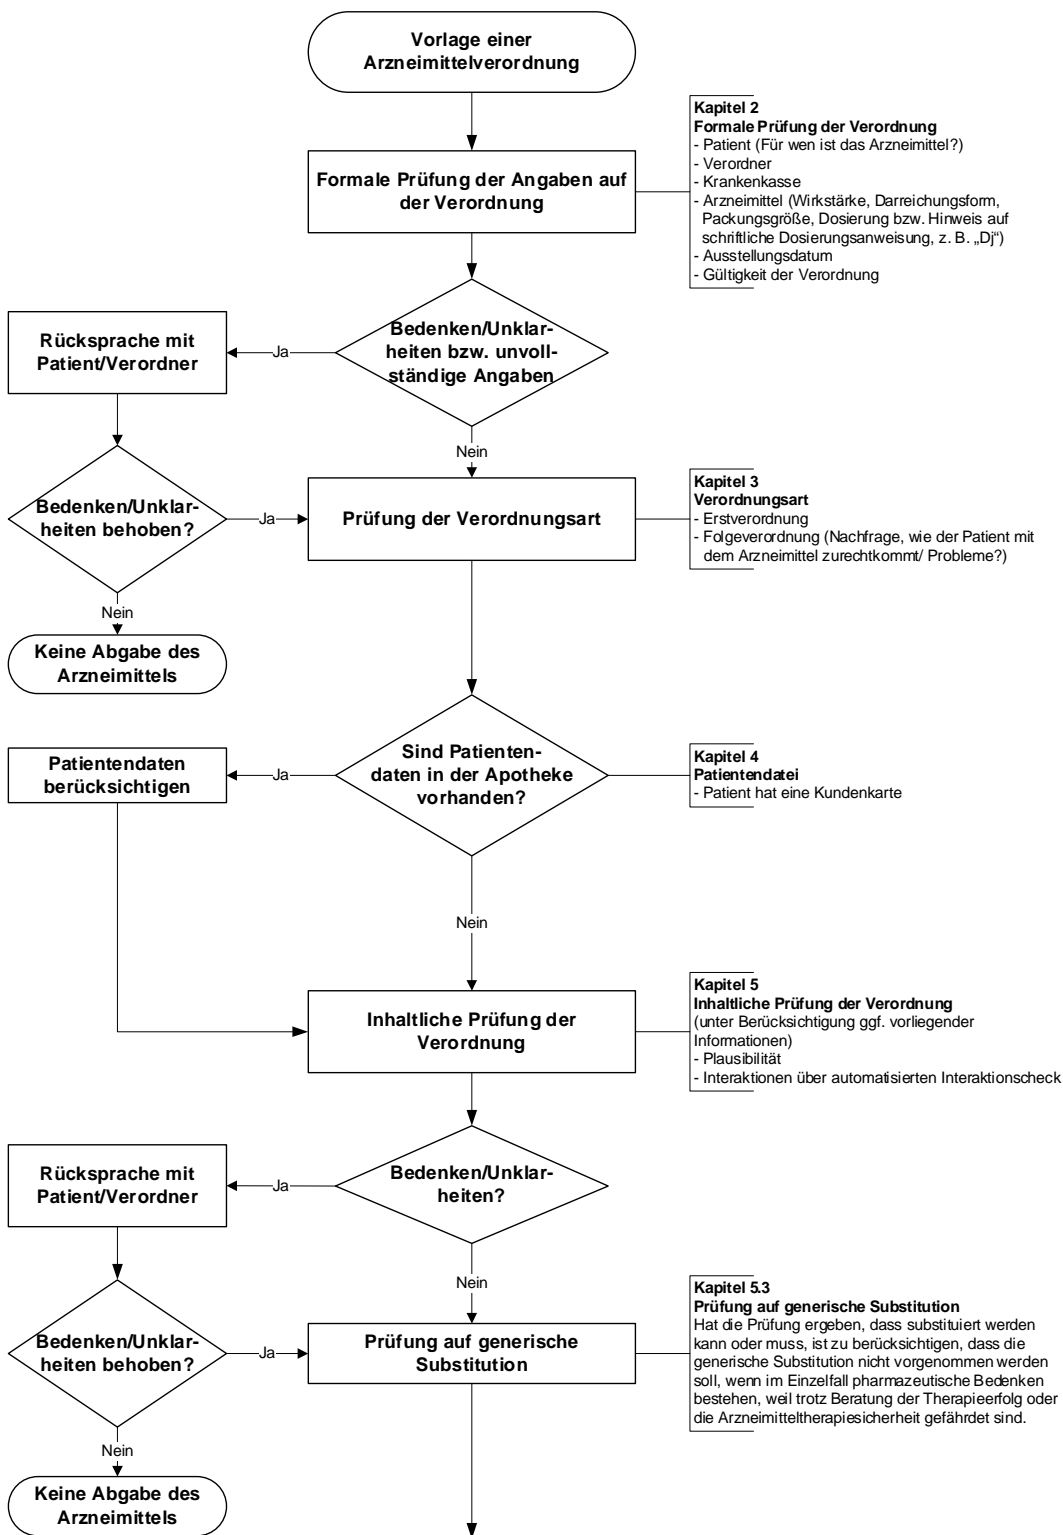 Vorlage einer
Arzneimittelverordnung
Kapitel 2
Formale Prüfung der Verordnung
- Patient (Für wen ist das Arzneimittel?)
- Verordner
- Krankenkasse
- Arzneimittel (Wirkstärke, Darreichungsform,
Packungsgröße, Dosierung bzw. Hinweis auf
schriftliche Dosierungsanweisung, z. B. „Dj“)
- Ausstellungsdatum
- Gültigkeit der Verordnung
Formale Prüfung der Angaben auf
der Verordnung
Bedenken/Unklar-
heiten bzw. unvoll-
ständige Angaben
Ja
Rücksprache mit
Patient/Verordner
Nein
Bedenken/Unklar-
heiten behoben?
Ja
Prüfung der Verordnungsart
Kapitel 3
Verordnungsart
- Erstverordnung
- Folgeverordnung (Nachfrage, wie der Patient mit
dem Arzneimittel zurechtkommt/ Probleme?)
Nein
Keine Abgabe des
Arzneimittels
Sind Patienten-
daten in der Apotheke
vorhanden?
Ja
Patientendaten
berücksichtigen
Kapitel 4
Patientendatei
- Patient hat eine Kundenkarte
Nein
Inhaltliche Prüfung der
Verordnung
Kapitel 5
Inhaltliche Prüfung der Verordnung
(unter Berücksichtigung ggf. vorliegender
Informationen)
- Plausibilität
- Interaktionen über automatisierten Interaktionscheck
Bedenken/Unklar-
heiten?
Ja
Rücksprache mit
Patient/Verordner
Nein
Bedenken/Unklar-
heiten behoben?
Ja
Prüfung auf generische
Substitution
Kapitel 5.3
Prüfung auf generische Substitution
Hat die Prüfung ergeben, dass substituiert werden
kann oder muss, ist zu berücksichtigen, dass die
generische Substitution nicht vorgenommen werden
soll, wenn im Einzelfall pharmazeutische Bedenken
bestehen, weil trotz Beratung der Therapieerfolg oder
die Arzneimitteltherapiesicherheit gefährdet sind.
Nein
Keine Abgabe des
Arzneimittels